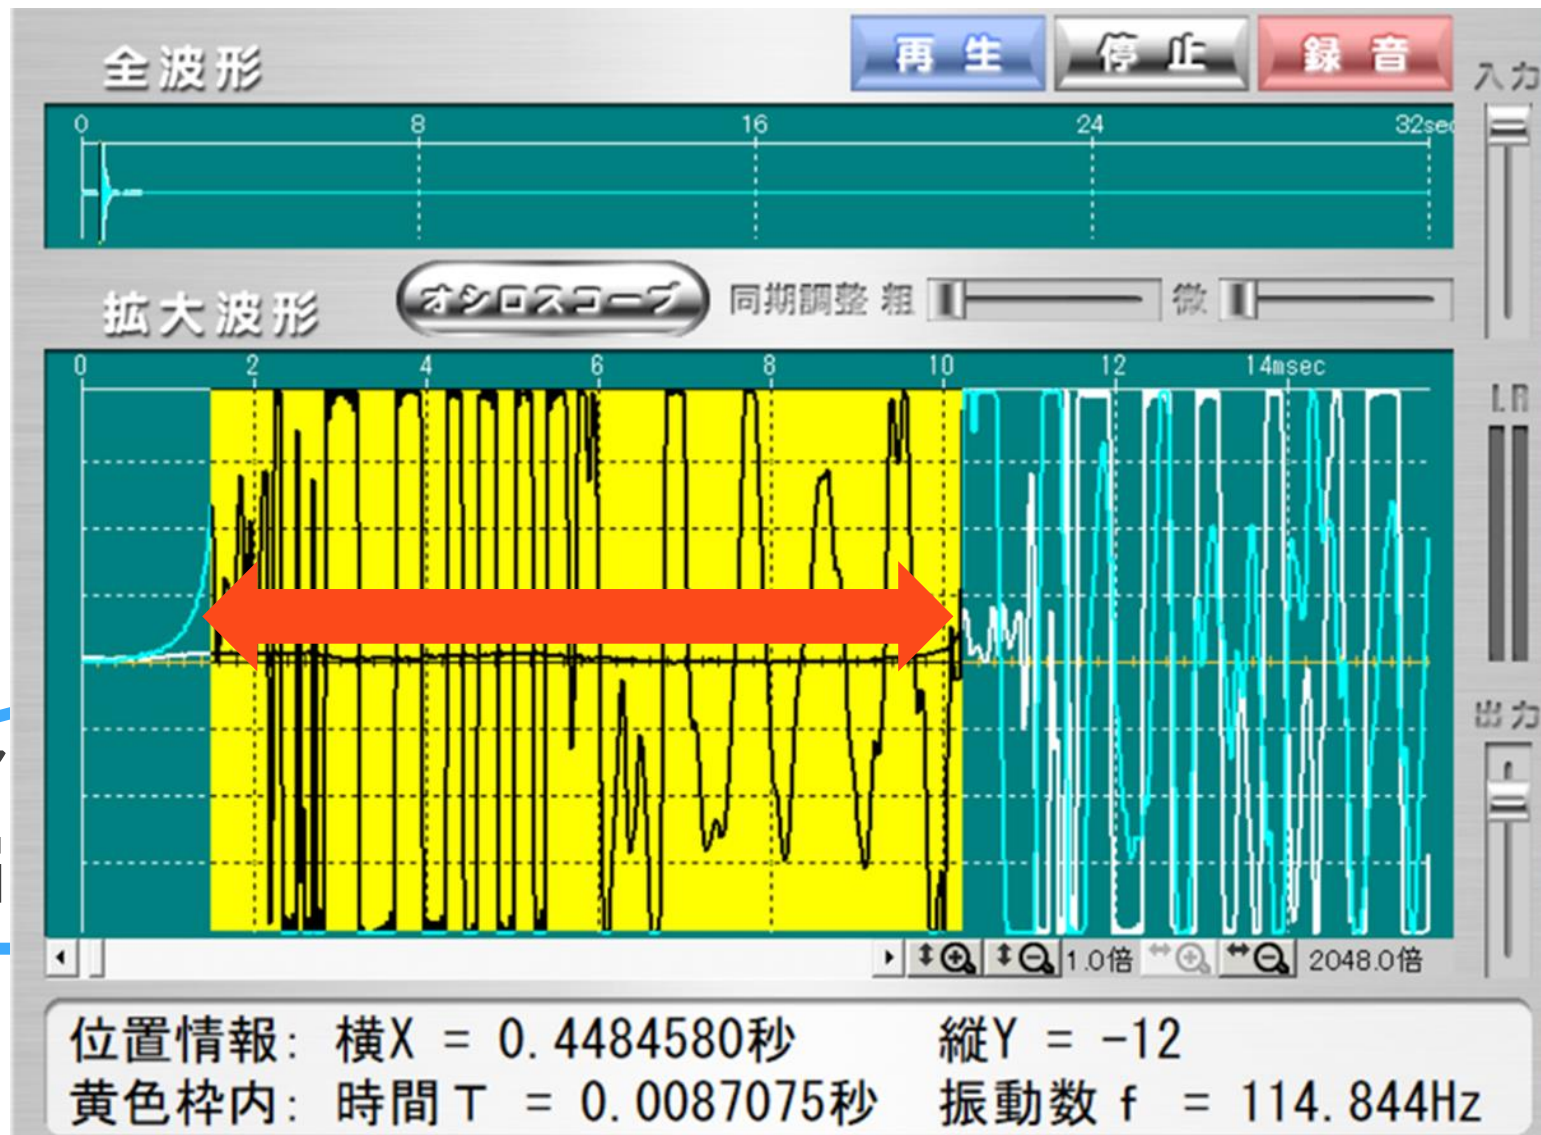 全波形
再生 停止 録音
入力
0 8 16 24 32sec
拡大波形 オシロスコープ 同期調整 粗 微
0 2 4 6 8 10 12 14msec
LR
出力
1.0倍 2048.0倍
位置情報: 横X = 0.4484580秒 縦Y = -12
黄色枠内: 時間T = 0.0087075秒 振動数f = 114.844Hz